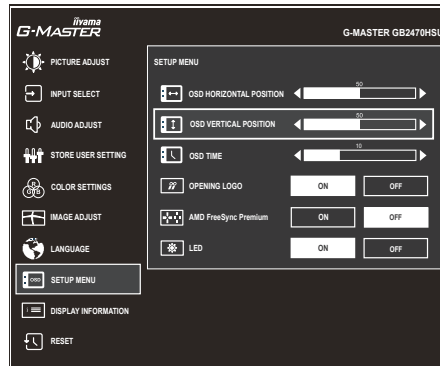 iiyama
G-MASTER
G-MASTER GB2470HSU
PICTURE ADJUST
INPUT SELECT
AUDIO ADJUST
STORE USER SETTING
COLOR SETTINGS
IMAGE ADJUST
LANGUAGE
OSD
SETUP MENU
DISPLAY INFORMATION
RESET
SETUP MENU
OSD HORIZONTAL POSITION
50
OSD VERTICAL POSITION
50
OSD TIME
10
OPENING LOGO
ON
OFF
AMD FreeSync Premium
ON
OFF
LED
ON
OFF